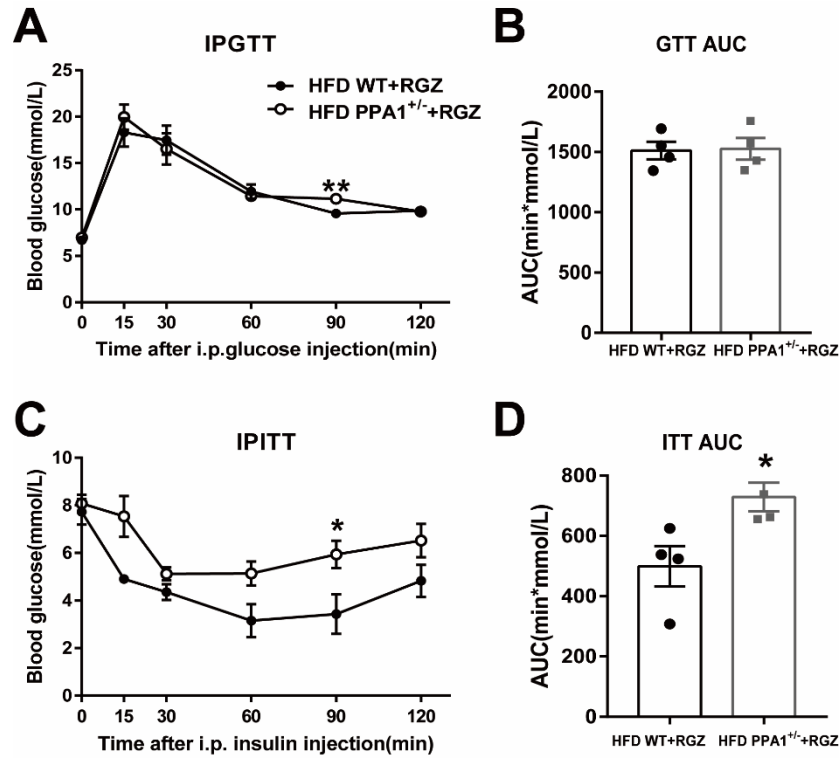 A
IPGTT
Blood glucose(mmol/L)
25
20
15
10
5
0
HFD WT+RGZ
HFD PPA1+/-+RGZ
**
0 15 30 60 90 120
Time after i.p.glucose injection(min)
B
GTT AUC
AUC(min*mmol/L)
2000
1500
1000
500
0
HFD WT+RGZ HFD PPA1+/-+RGZ
C
IPITT
Blood glucose(mmol/L)
10
8
6
4
2
0
*
0 15 30 60 90 120
Time after i.p. insulin injection(min)
D
ITT AUC
AUC(min*mmol/L)
800
600
400
200
0
*
HFD WT+RGZ HFD PPA1+/-+RGZ